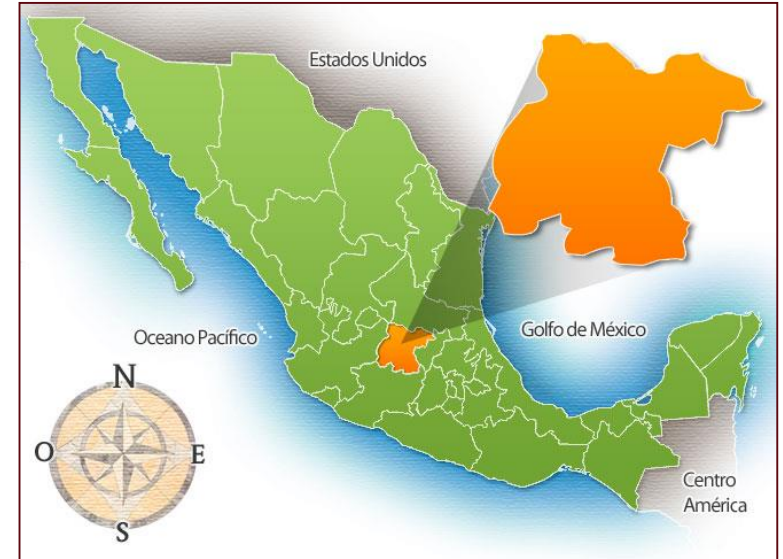 Estados Unidos
Golfo de México
Oceano Pacífico
N
O
E
S
Centro
América